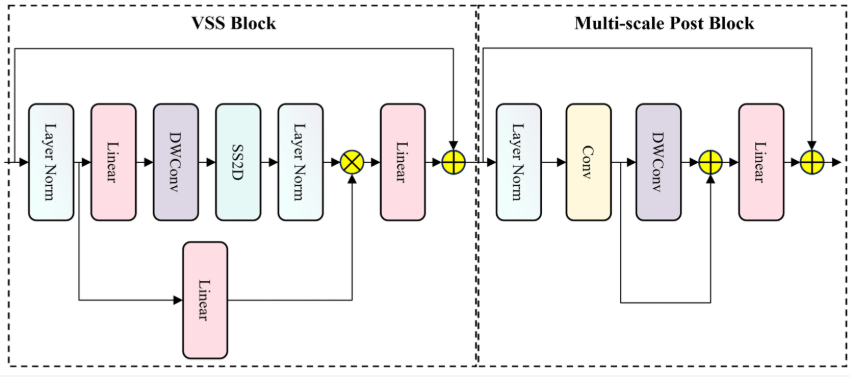 VSS Block
Multi-scale Post Block
Layer Norm
Linear
DWConv
SS2D
Layer Norm
Linear
Linear
Layer Norm
Conv
DWConv
Linear